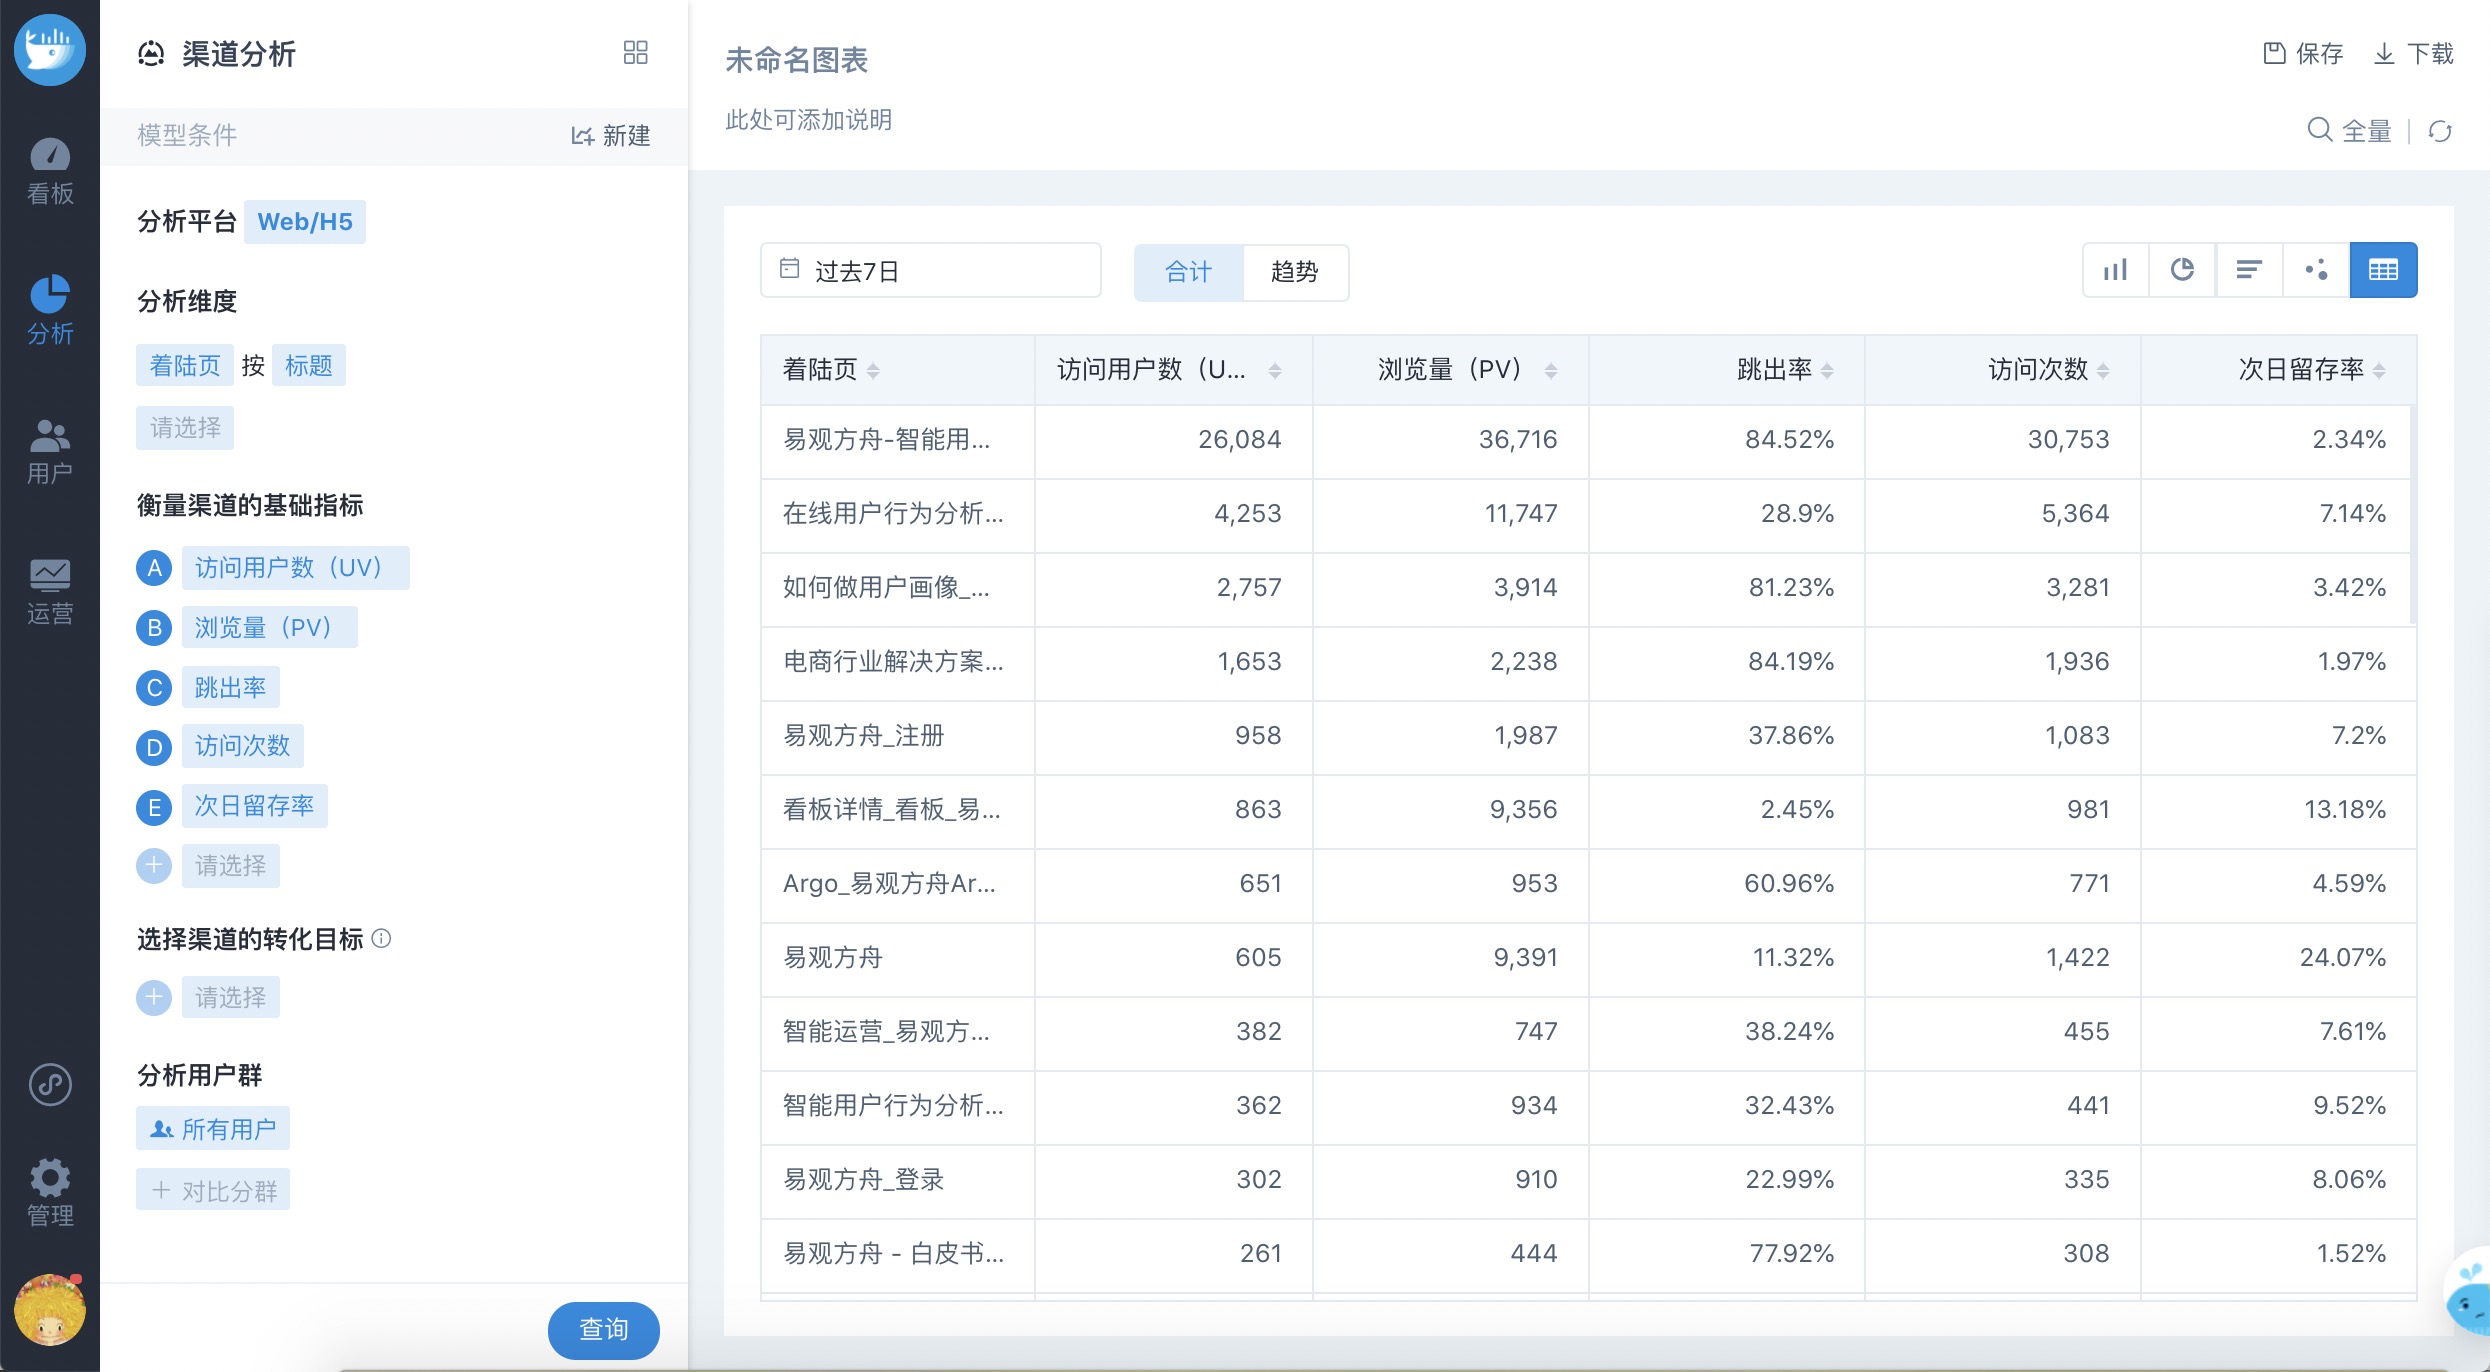 看板
分析
用户
运营
管理
渠道分析
模型条件
新建
分析平台 Web/H5
分析维度
着陆页 按 标题
请选择
衡量渠道的基础指标
A 访问用户数（UV）
B 浏览量（PV）
C 跳出率
D 访问次数
E 次日留存率
请选择
选择渠道的转化目标
请选择
分析用户群
所有用户
+ 对比分群
查询
未命名图表
保存 下载
此处可添加说明
全量
过去7日 合计 趋势
着陆页 访问用户数（U... 浏览量（PV） 跳出率 访问次数 次日留存率
易观方舟-智能用... 26,084 36,716 84.52% 30,753 2.34%
在线用户行为分析... 4,253 11,747 28.9% 5,364 7.14%
如何做用户画像_... 2,757 3,914 81.23% 3,281 3.42%
电商行业解决方案... 1,653 2,238 84.19% 1,936 1.97%
易观方舟_注册 958 1,987 37.86% 1,083 7.2%
看板详情_看板_易... 863 9,356 2.45% 981 13.18%
Argo_易观方舟Ar... 651 953 60.96% 771 4.59%
易观方舟 605 9,391 11.32% 1,422 24.07%
智能运营_易观方... 382 747 38.24% 455 7.61%
智能用户行为分析... 362 934 32.43% 441 9.52%
易观方舟_登录 302 910 22.99% 335 8.06%
易观方舟 - 白皮书... 261 444 77.92% 308 1.52%